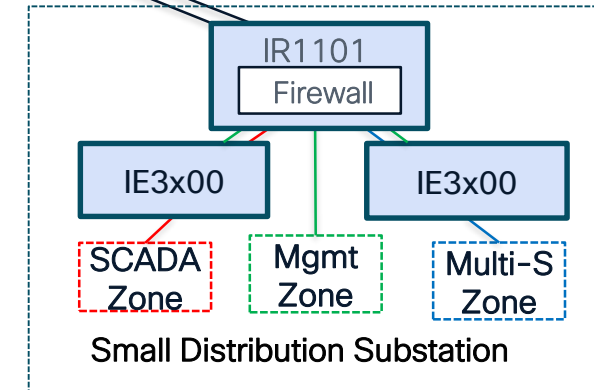 IR1101
Firewall
IE3x00
IE3x00
SCADA
Zone
Mgmt
Zone
Multi-S
Zone
Small Distribution Substation